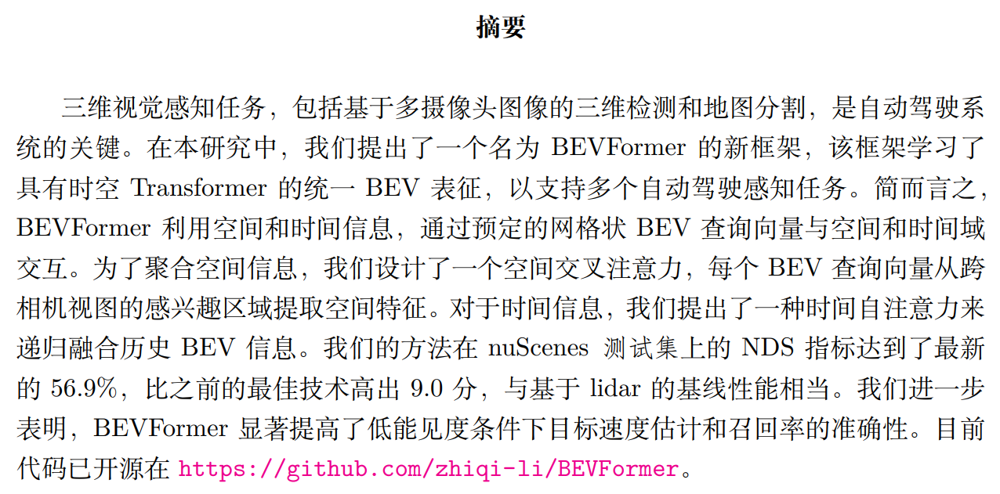 摘要
三维视觉感知任务，包括基于多摄像头图像的三维检测和地图分割，是自动驾驶系
统的关键。在本研究中，我们提出了一个名为 BEVFormer 的新框架，该框架学习了
具有时空 Transformer 的统一 BEV 表征，以支持多个自动驾驶感知任务。简而言之，
BEVFormer 利用空间和时间信息，通过预定的网格状 BEV 查询向量与空间和时间域
交互。为了聚合空间信息，我们设计了一个空间交叉注意力，每个 BEV 查询向量从跨
相机视图的感兴趣区域提取空间特征。对于时间信息，我们提出了一种时间自注意力来
递归融合历史 BEV 信息。我们的方法在 nuScenes 测试集上的 NDS 指标达到了最新
的 56.9%，比之前的最佳技术高出 9.0 分，与基于 lidar 的基线性能相当。我们进一步
表明，BEVFormer 显著提高了低能见度条件下目标速度估计和召回率的准确性。目前
代码已开源在 https://github.com/zhiqi-li/BEVFormer。